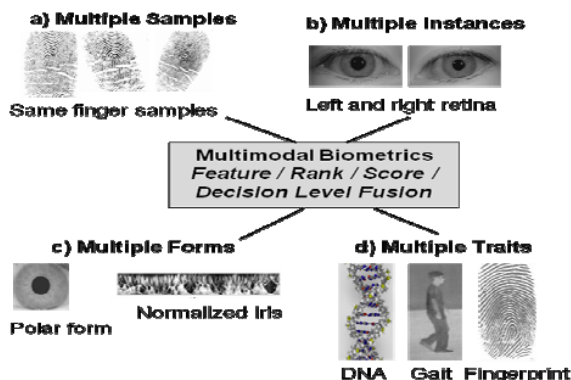 a) Multiple Samples
Same finger samples
b) Multiple Instances
Left and right retina
Multimodal Biometrics
Feature / Rank / Score /
Decision Level Fusion
c) Multiple Forms
Polar form
Normalized Iris
d) Multiple Traits
DNA Gait Fingerprint